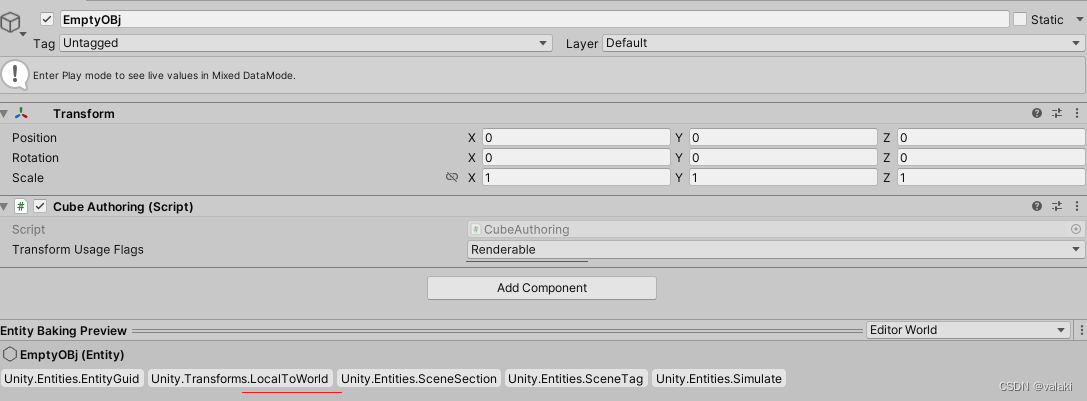 EmptyOBj Static
Tag Untagged Layer Default
Enter Play mode to see live values in Mixed DataMode.
Transform
Position X 0 Y 0 Z 0
Rotation X 0 Y 0 Z 0
Scale X 1 Y 1 Z 1
# Cube Authoring (Script)
Script # CubeAuthoring
Transform Usage Flags Renderable
Add Component
Entity Baking Preview Editor World
EmptyOBj (Entity)
Unity.Entities.EntityGuid Unity.Transforms.LocalToWorld Unity.Entities.SceneSection Unity.Entities.SceneTag Unity.Entities.Simulate
CSDN @valaki